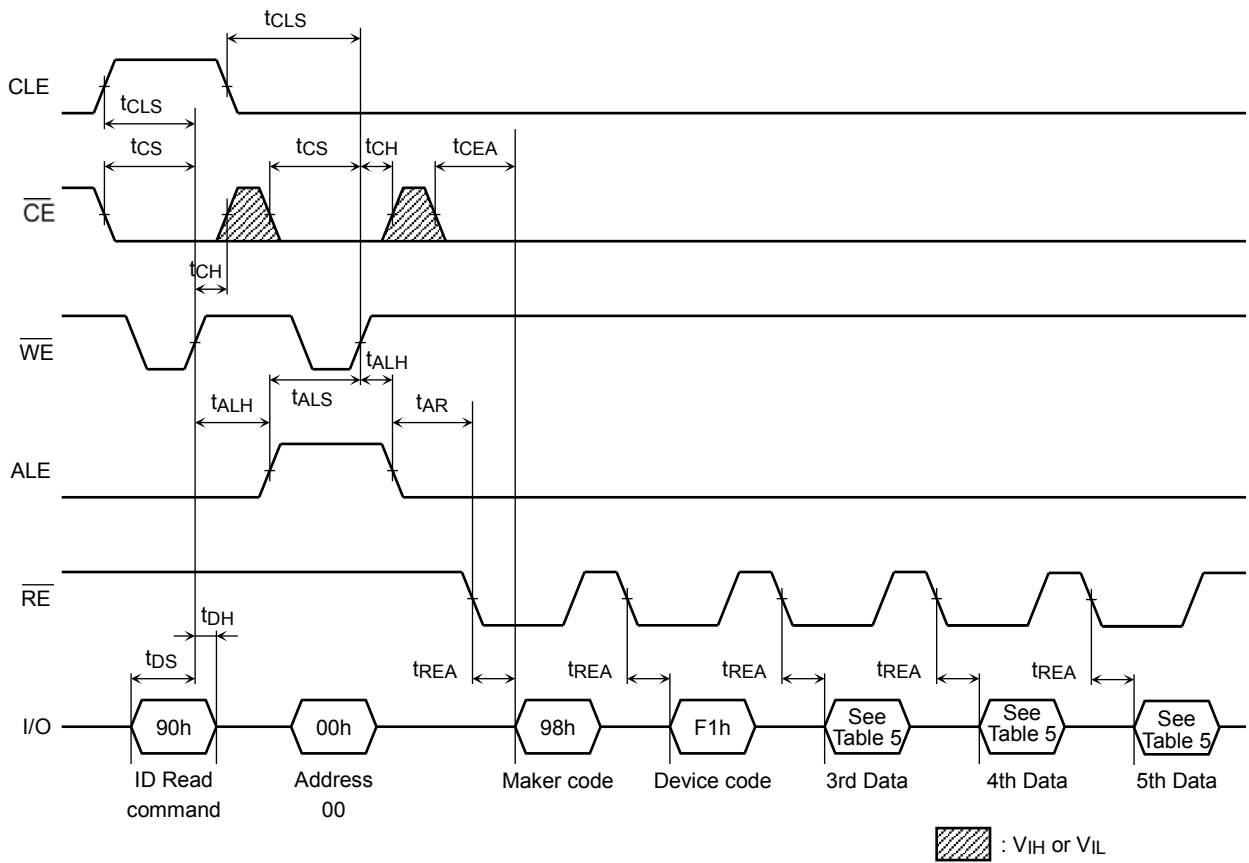 tCLS
CLE
tCLS
tCS
tCS
tCH
tCEA
CE
tCH
WE
tALH
tALH
tALS
tAR
ALE
RE
tDH
tDS
tREA
tREA
tREA
tREA
tREA
I/O
90h
00h
98h
F1h
See
Table 5
See
Table 5
See
Table 5
ID Read
command
Address
00
Maker code
Device code
3rd Data
4th Data
5th Data
: VIH or VIL